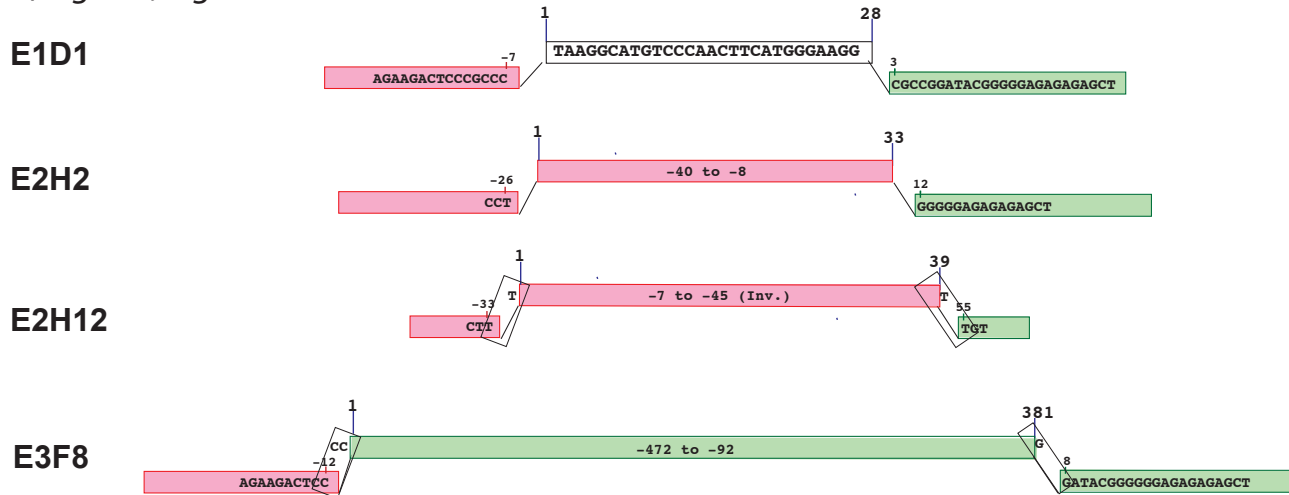 1 28
E1D1
TAAGGCATGTCCCAACTTCATGGGAAGG
-7 3
AGAAGACTCCCGCCC CGCCGGATACGGGGGAGAGAGAGCT
1 33
E2H2
-40 to -8
-26 12
CCT GGGGGAGAGAGAGCT
1 39
E2H12
T -7 to -45 (Inv.) T
-33 55
CTT TGT
1 381
E3F8
CC -472 to -92 G
-12 8
AGAAGACTCC GATACGGGGGGAGAGAGAGCT